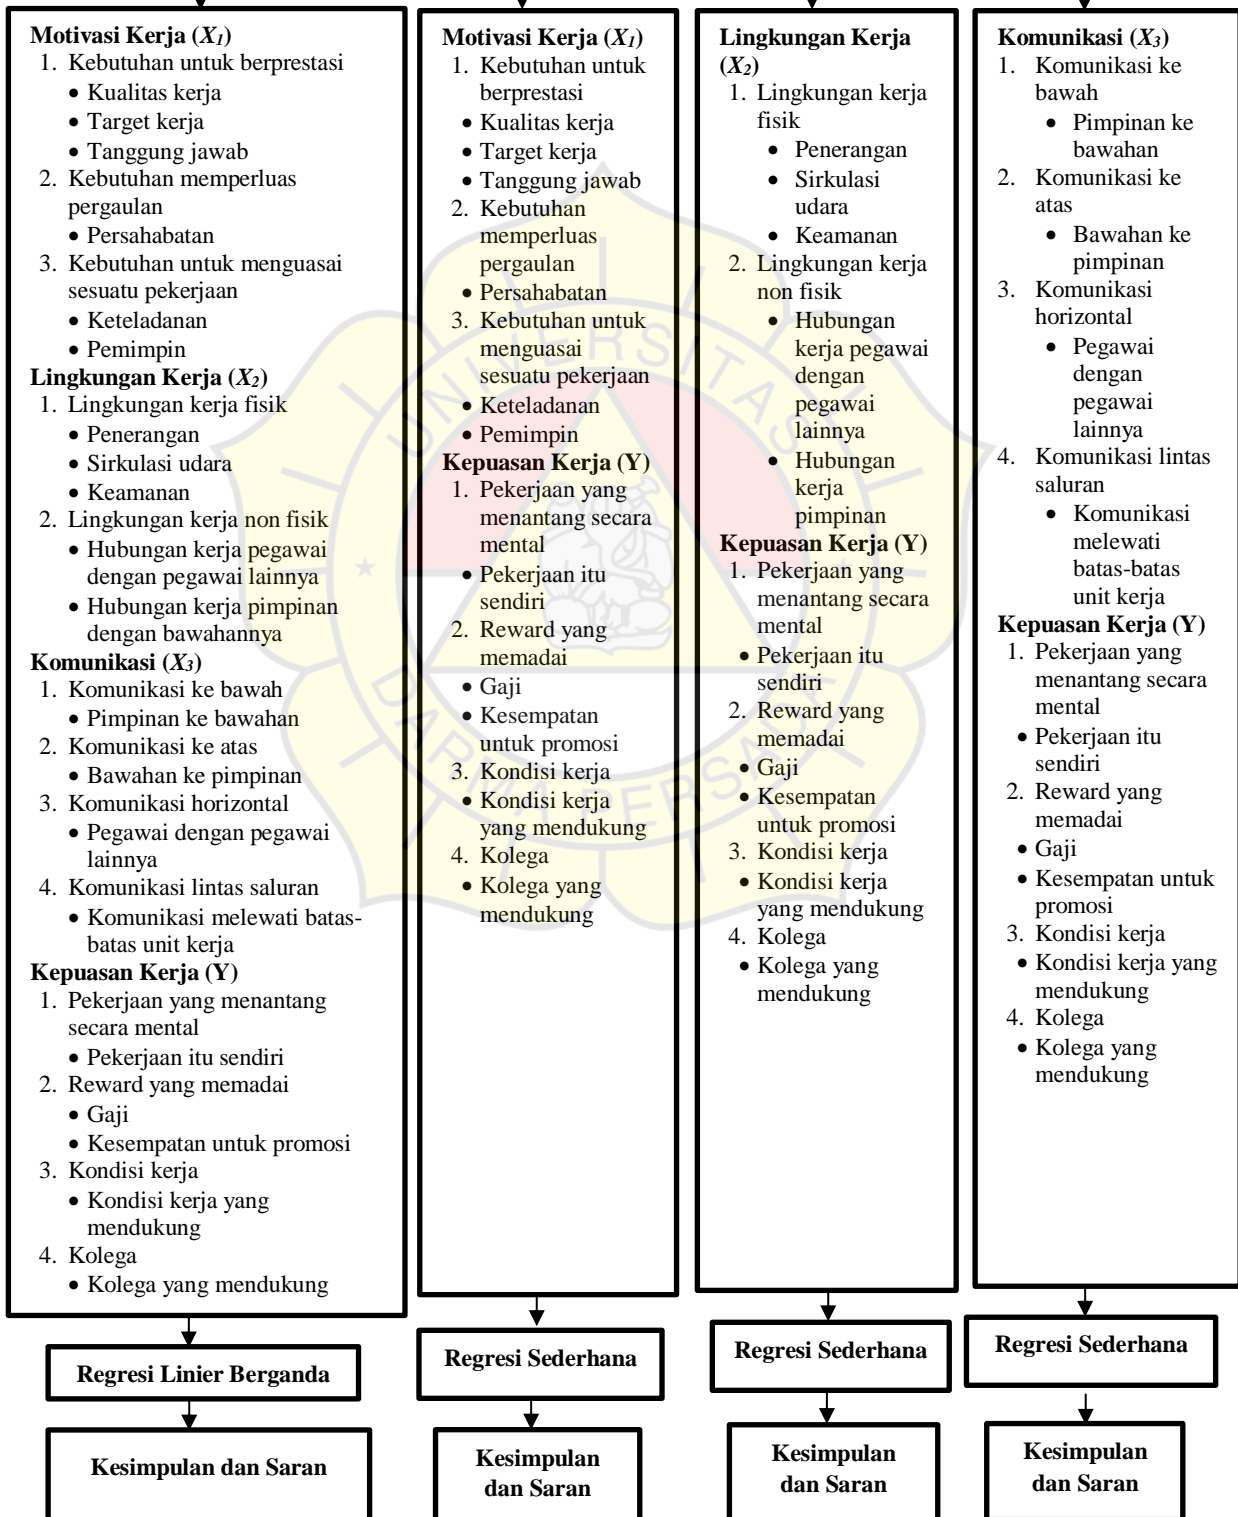 Motivasi Kerja (X1)
1. Kebutuhan untuk berprestasi
• Kualitas kerja
• Target kerja
• Tanggung jawab
2. Kebutuhan memperluas
pergaulan
• Persahabatan
3. Kebutuhan untuk menguasai
sesuatu pekerjaan
• Keteladanan
• Pemimpin
Lingkungan Kerja (X2)
1. Lingkungan kerja fisik
• Penerangan
• Sirkulasi udara
• Keamanan
2. Lingkungan kerja non fisik
• Hubungan kerja pegawai
dengan pegawai lainnya
• Hubungan kerja pimpinan
dengan bawahannya
Komunikasi (X3)
1. Komunikasi ke bawah
• Pimpinan ke bawahan
2. Komunikasi ke atas
• Bawahan ke pimpinan
3. Komunikasi horizontal
• Pegawai dengan pegawai
lainnya
4. Komunikasi lintas saluran
• Komunikasi melewati batas-
batas unit kerja
Kepuasan Kerja (Y)
1. Pekerjaan yang menantang
secara mental
• Pekerjaan itu sendiri
2. Reward yang memadai
• Gaji
• Kesempatan untuk promosi
3. Kondisi kerja
• Kondisi kerja yang
mendukung
4. Kolega
• Kolega yang mendukung
Regresi Linier Berganda
Kesimpulan dan Saran
Motivasi Kerja (X1)
1. Kebutuhan untuk
berprestasi
• Kualitas kerja
• Target kerja
• Tanggung jawab
2. Kebutuhan
memperluas
pergaulan
• Persahabatan
3. Kebutuhan untuk
menguasai
sesuatu pekerjaan
• Keteladanan
• Pemimpin
Kepuasan Kerja (Y)
1. Pekerjaan yang
menantang secara
mental
• Pekerjaan itu
sendiri
2. Reward yang
memadai
• Gaji
• Kesempatan
untuk promosi
3. Kondisi kerja
• Kondisi kerja
yang mendukung
4. Kolega
• Kolega yang
mendukung
Regresi Sederhana
Kesimpulan
dan Saran
Lingkungan Kerja
(X2)
1. Lingkungan kerja
fisik
• Penerangan
• Sirkulasi
udara
• Keamanan
2. Lingkungan kerja
non fisik
• Hubungan
kerja pegawai
dengan
pegawai
lainnya
• Hubungan
kerja
pimpinan
Kepuasan Kerja (Y)
1. Pekerjaan yang
menantang secara
mental
• Pekerjaan itu
sendiri
2. Reward yang
memadai
• Gaji
• Kesempatan
untuk promosi
3. Kondisi kerja
• Kondisi kerja
yang mendukung
4. Kolega
• Kolega yang
mendukung
Regresi Sederhana
Kesimpulan
dan Saran
Komunikasi (X3)
1. Komunikasi ke
bawah
• Pimpinan ke
bawahan
2. Komunikasi ke
atas
• Bawahan ke
pimpinan
3. Komunikasi
horizontal
• Pegawai
dengan
pegawai
lainnya
4. Komunikasi lintas
saluran
• Komunikasi
melewati
batas-batas
unit kerja
Kepuasan Kerja (Y)
1. Pekerjaan yang
menantang secara
mental
• Pekerjaan itu
sendiri
2. Reward yang
memadai
• Gaji
• Kesempatan untuk
promosi
3. Kondisi kerja
• Kondisi kerja yang
mendukung
4. Kolega
• Kolega yang
mendukung
Regresi Sederhana
Kesimpulan
dan Saran
UNIVERSITAS
DARMA PERSADA